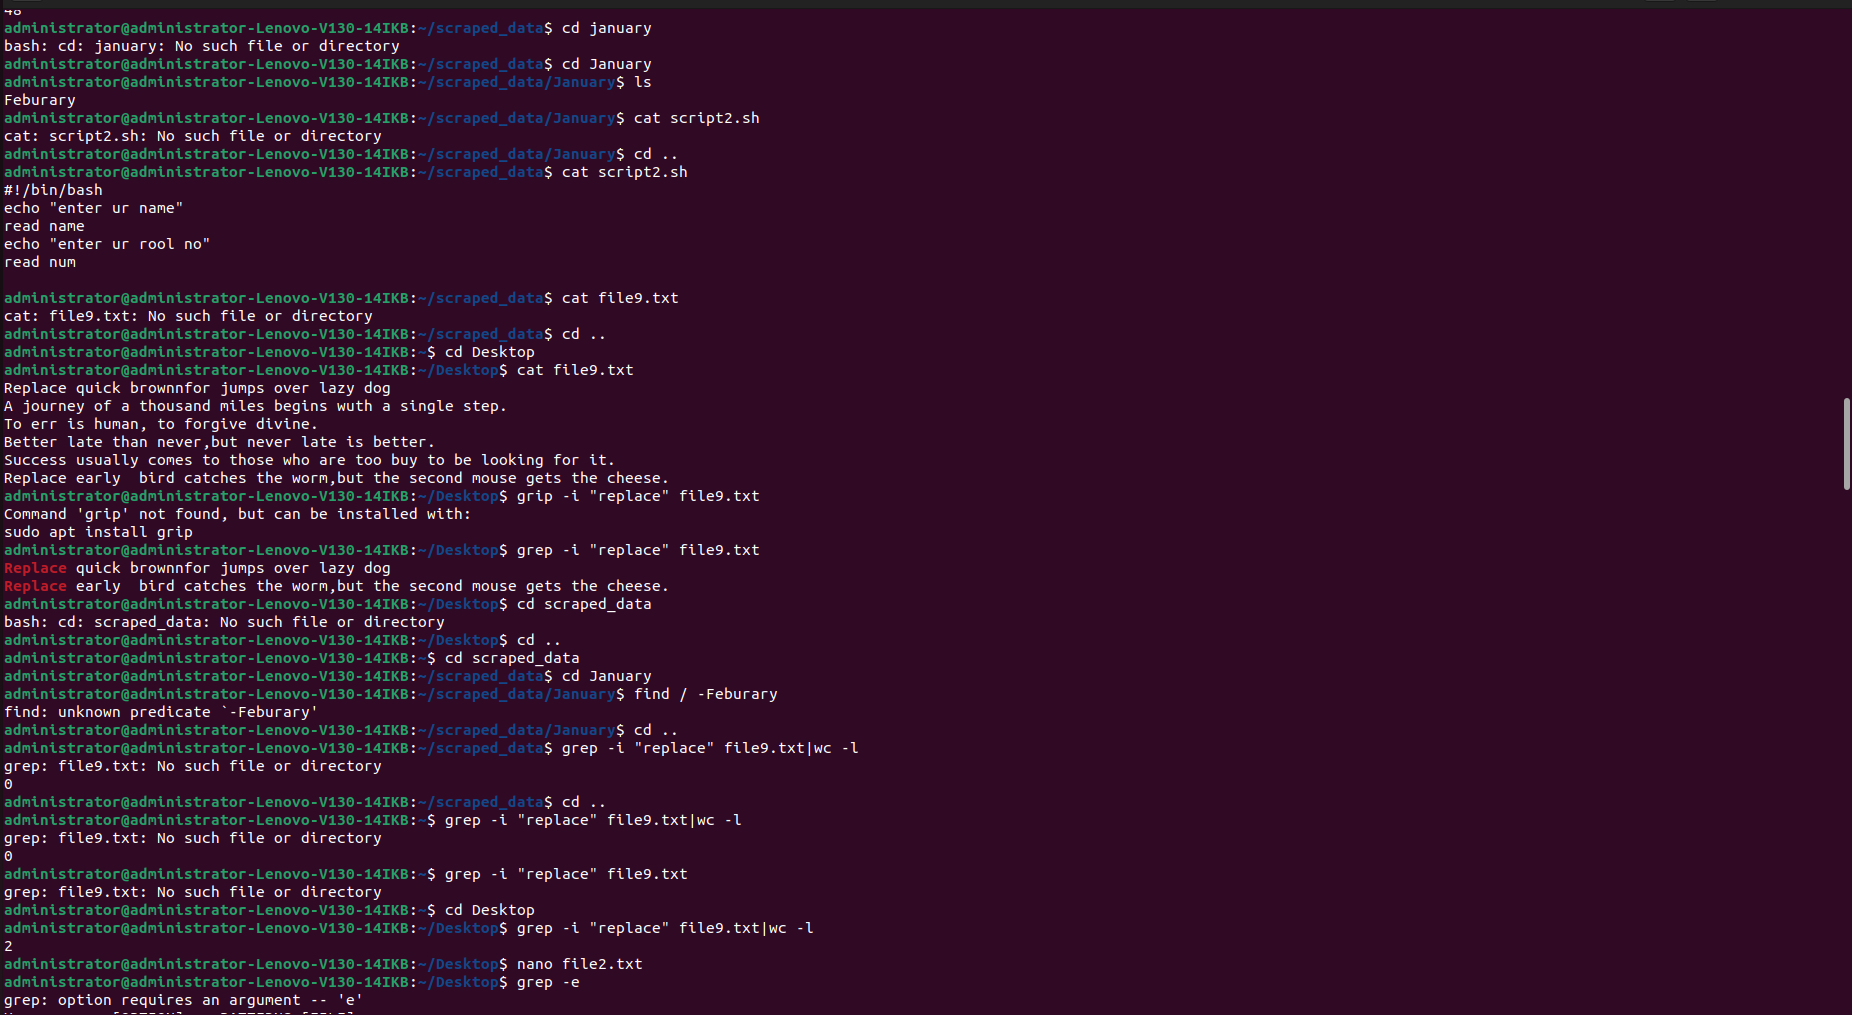 48
administrator@administrator-Lenovo-V130-14IKB:~/scraped_data$ cd january
bash: cd: january: No such file or directory
administrator@administrator-Lenovo-V130-14IKB:~/scraped_data$ cd January
administrator@administrator-Lenovo-V130-14IKB:~/scraped_data/January$ ls
Feburary
administrator@administrator-Lenovo-V130-14IKB:~/scraped_data/January$ cat script2.sh
cat: script2.sh: No such file or directory
administrator@administrator-Lenovo-V130-14IKB:~/scraped_data/January$ cd ..
administrator@administrator-Lenovo-V130-14IKB:~/scraped_data$ cat script2.sh
#!/bin/bash
echo "enter ur name"
read name
echo "enter ur rool no"
read num
administrator@administrator-Lenovo-V130-14IKB:~/scraped_data$ cat file9.txt
cat: file9.txt: No such file or directory
administrator@administrator-Lenovo-V130-14IKB:~/scraped_data$ cd ..
administrator@administrator-Lenovo-V130-14IKB:~$ cd Desktop
administrator@administrator-Lenovo-V130-14IKB:~/Desktop$ cat file9.txt
Replace quick brownnfor jumps over lazy dog
A journey of a thousand miles begins wuth a single step.
To err is human, to forgive divine.
Better late than never,but never late is better.
Success usually comes to those who are too buy to be looking for it.
Replace early  bird catches the worm,but the second mouse gets the cheese.
administrator@administrator-Lenovo-V130-14IKB:~/Desktop$ grip -i "replace" file9.txt
Command 'grip' not found, but can be installed with:
sudo apt install grip
administrator@administrator-Lenovo-V130-14IKB:~/Desktop$ grep -i "replace" file9.txt
Replace quick brownnfor jumps over lazy dog
Replace early  bird catches the worm,but the second mouse gets the cheese.
administrator@administrator-Lenovo-V130-14IKB:~/Desktop$ cd scraped_data
bash: cd: scraped_data: No such file or directory
administrator@administrator-Lenovo-V130-14IKB:~/Desktop$ cd ..
administrator@administrator-Lenovo-V130-14IKB:~$ cd scraped_data
administrator@administrator-Lenovo-V130-14IKB:~/scraped_data$ cd January
administrator@administrator-Lenovo-V130-14IKB:~/scraped_data/January$ find / -Feburary
find: unknown predicate `-Feburary'
administrator@administrator-Lenovo-V130-14IKB:~/scraped_data/January$ cd ..
administrator@administrator-Lenovo-V130-14IKB:~/scraped_data$ grep -i "replace" file9.txt|wc -l
grep: file9.txt: No such file or directory
0
administrator@administrator-Lenovo-V130-14IKB:~/scraped_data$ cd ..
administrator@administrator-Lenovo-V130-14IKB:~$ grep -i "replace" file9.txt|wc -l
grep: file9.txt: No such file or directory
0
administrator@administrator-Lenovo-V130-14IKB:~$ grep -i "replace" file9.txt
grep: file9.txt: No such file or directory
administrator@administrator-Lenovo-V130-14IKB:~$ cd Desktop
administrator@administrator-Lenovo-V130-14IKB:~/Desktop$ grep -i "replace" file9.txt|wc -l
2
administrator@administrator-Lenovo-V130-14IKB:~/Desktop$ nano file2.txt
administrator@administrator-Lenovo-V130-14IKB:~/Desktop$ grep -e
grep: option requires an argument -- 'e'